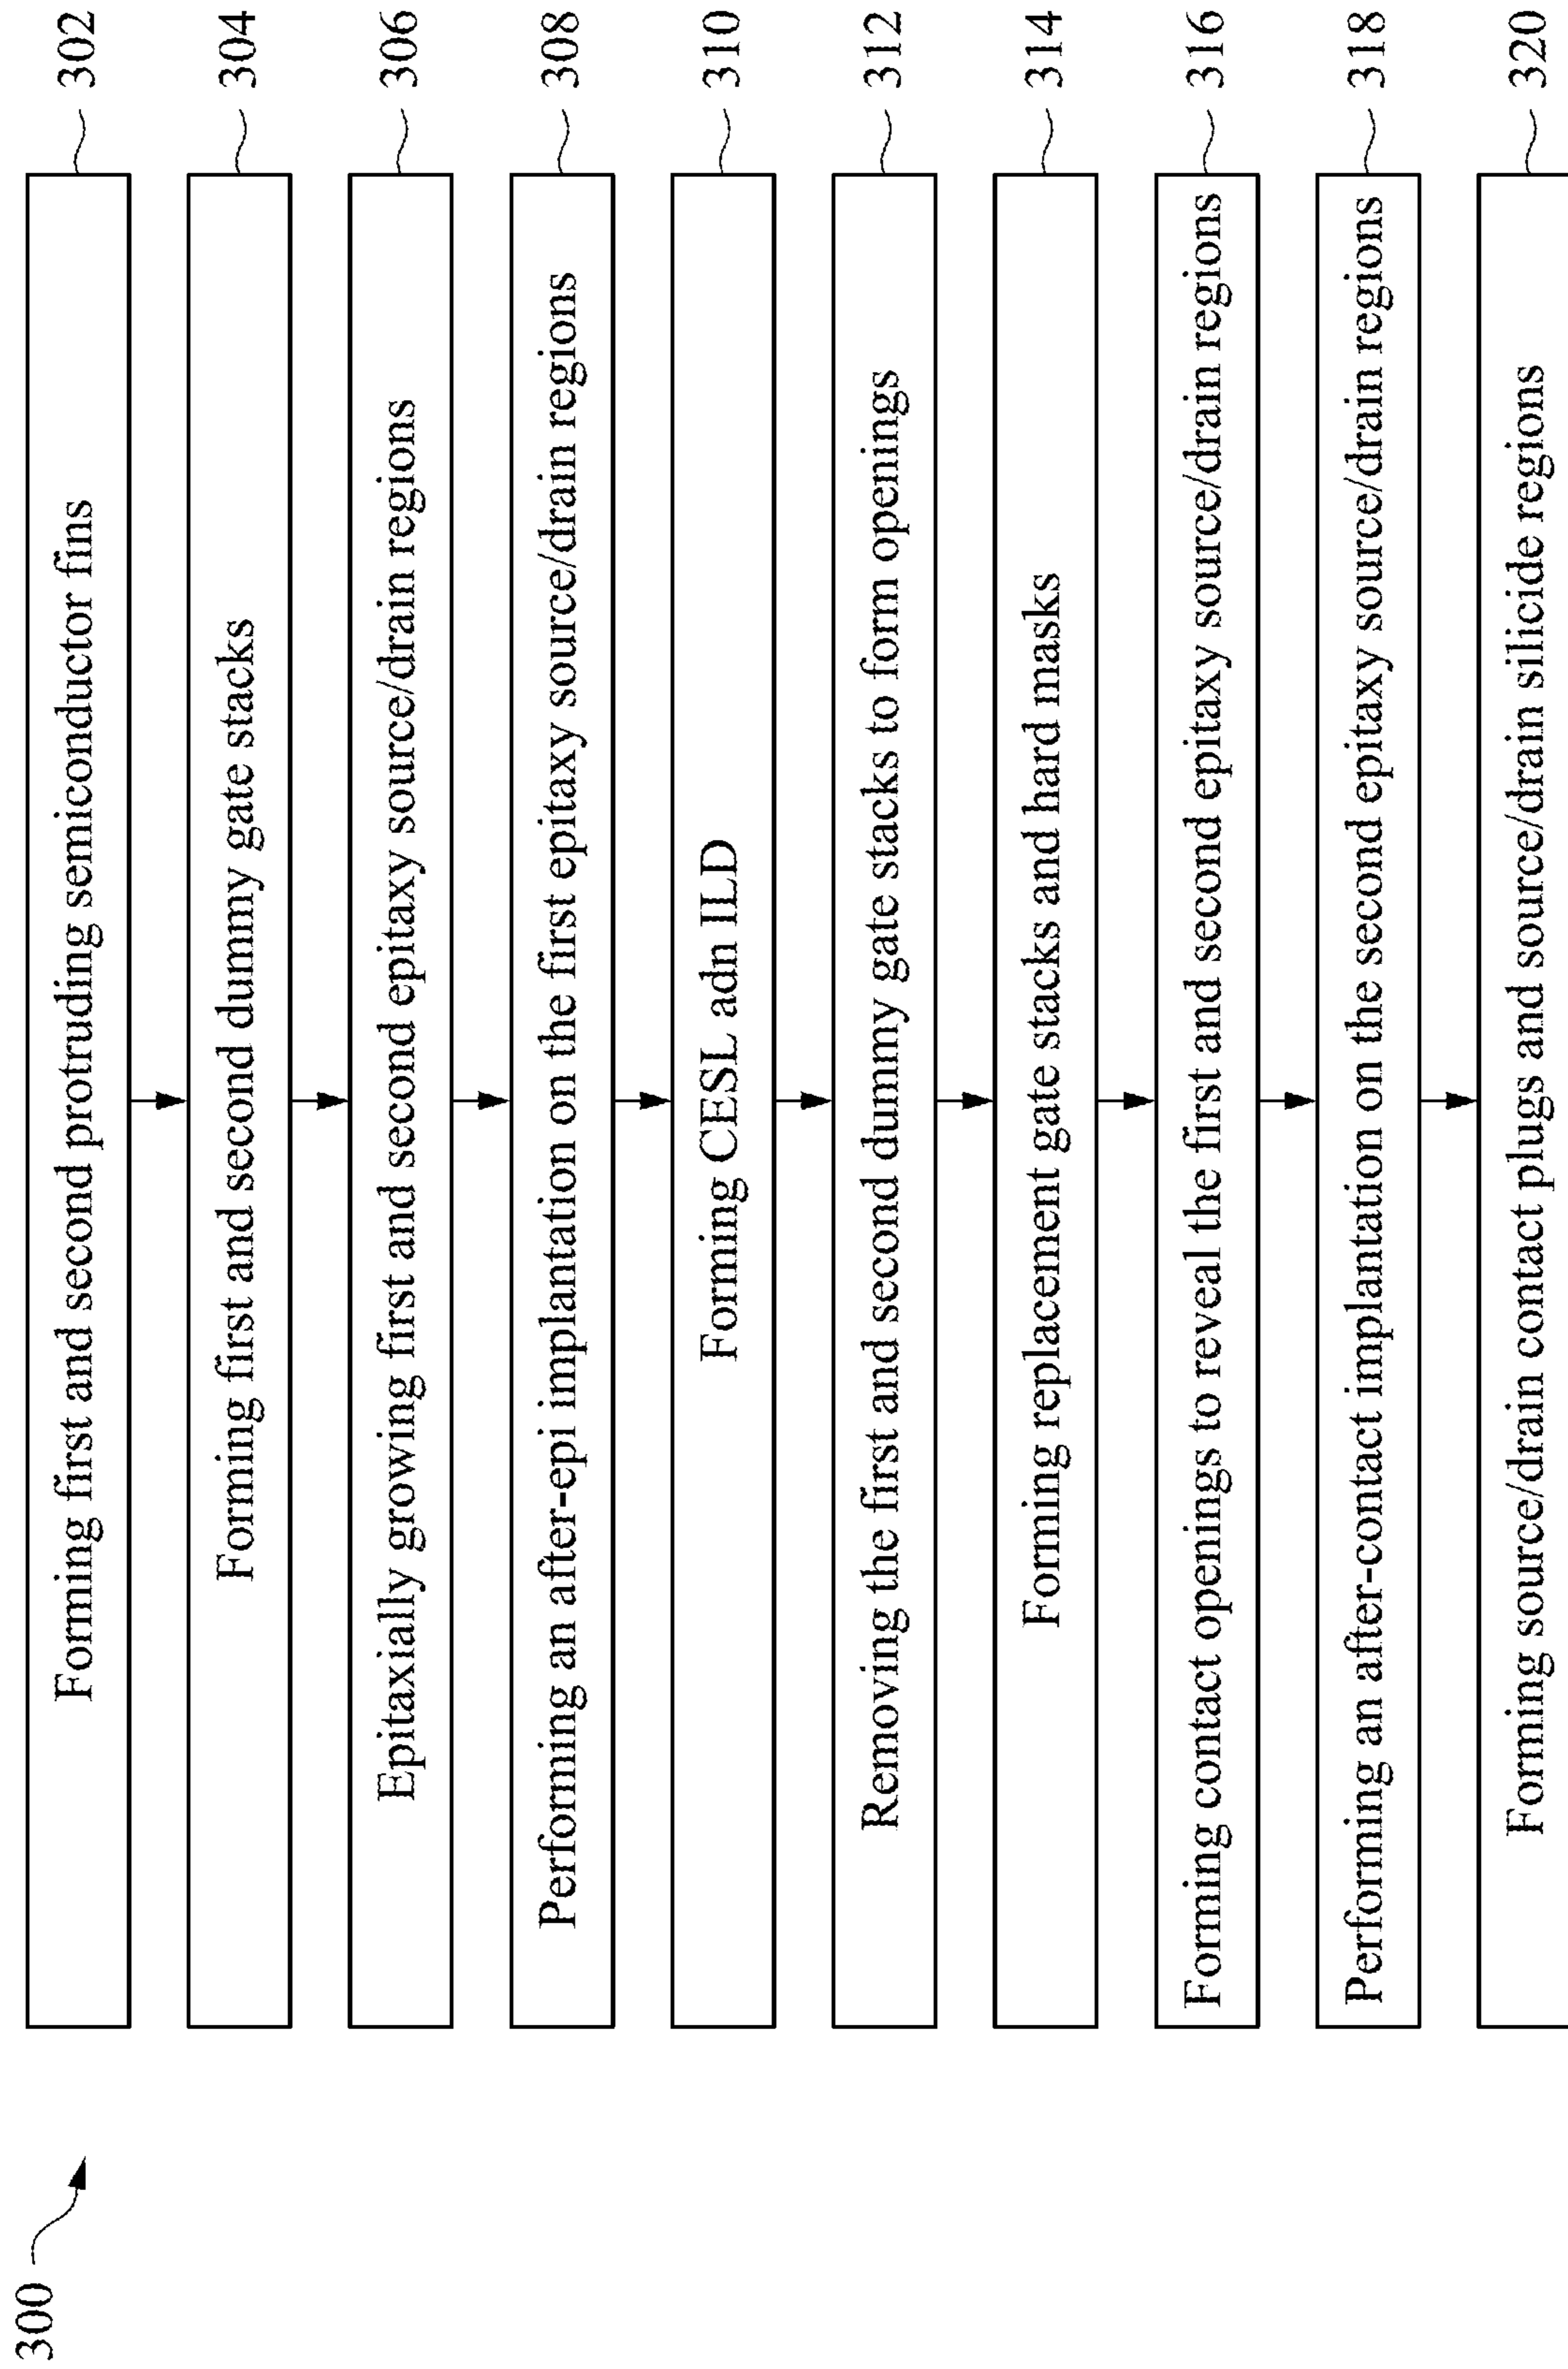 300
Forming first and second protruding semiconductor fins 302
Forming first and second dummy gate stacks 304
Epitaxially growing first and second epitaxy source/drain regions 306
Performing an after-epi implantation on the first epitaxy source/drain regions 308
Forming CESL adn ILD 310
Removing the first and second dummy gate stacks to form openings 312
Forming replacement gate stacks and hard masks 314
Forming contact openings to reveal the first and second epitaxy source/drain regions 316
Performing an after-contact implantation on the second epitaxy source/drain regions 318
Forming source/drain contact plugs and source/drain silicide regions 320